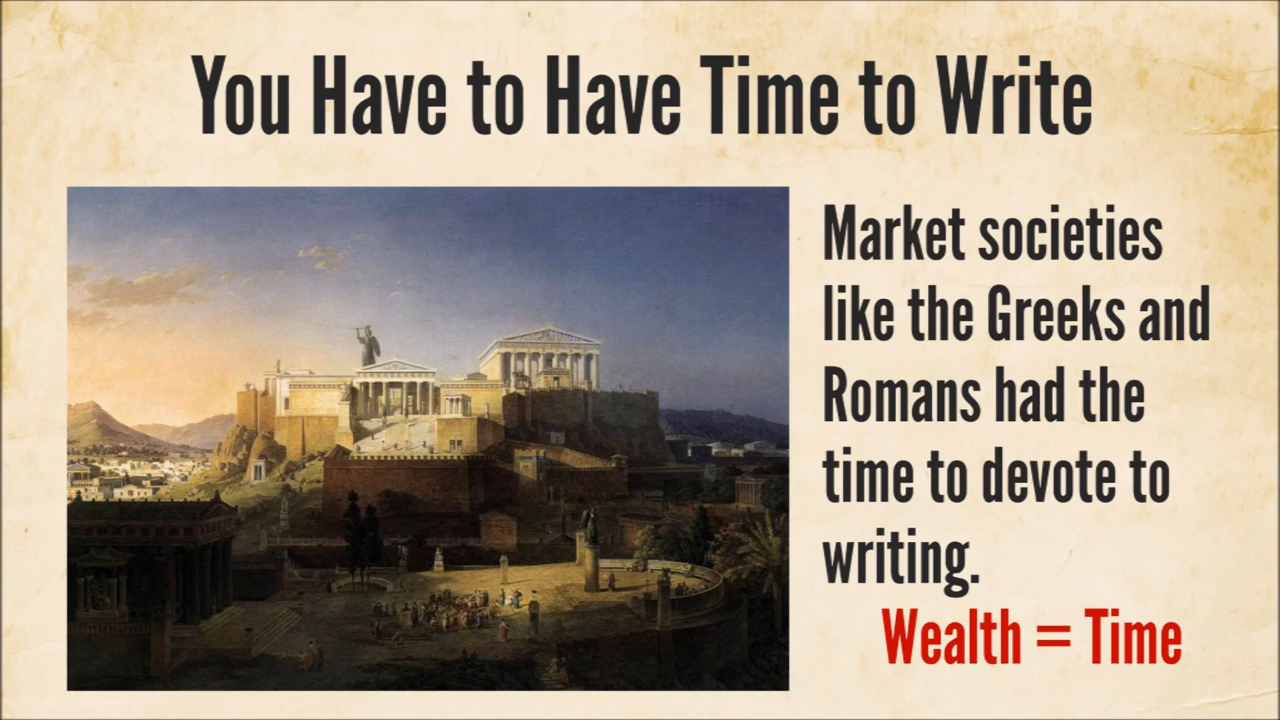 You Have to Have Time to Write
Market societies
like the Greeks and
Romans had the
time to devote to
writing.
Wealth = Time